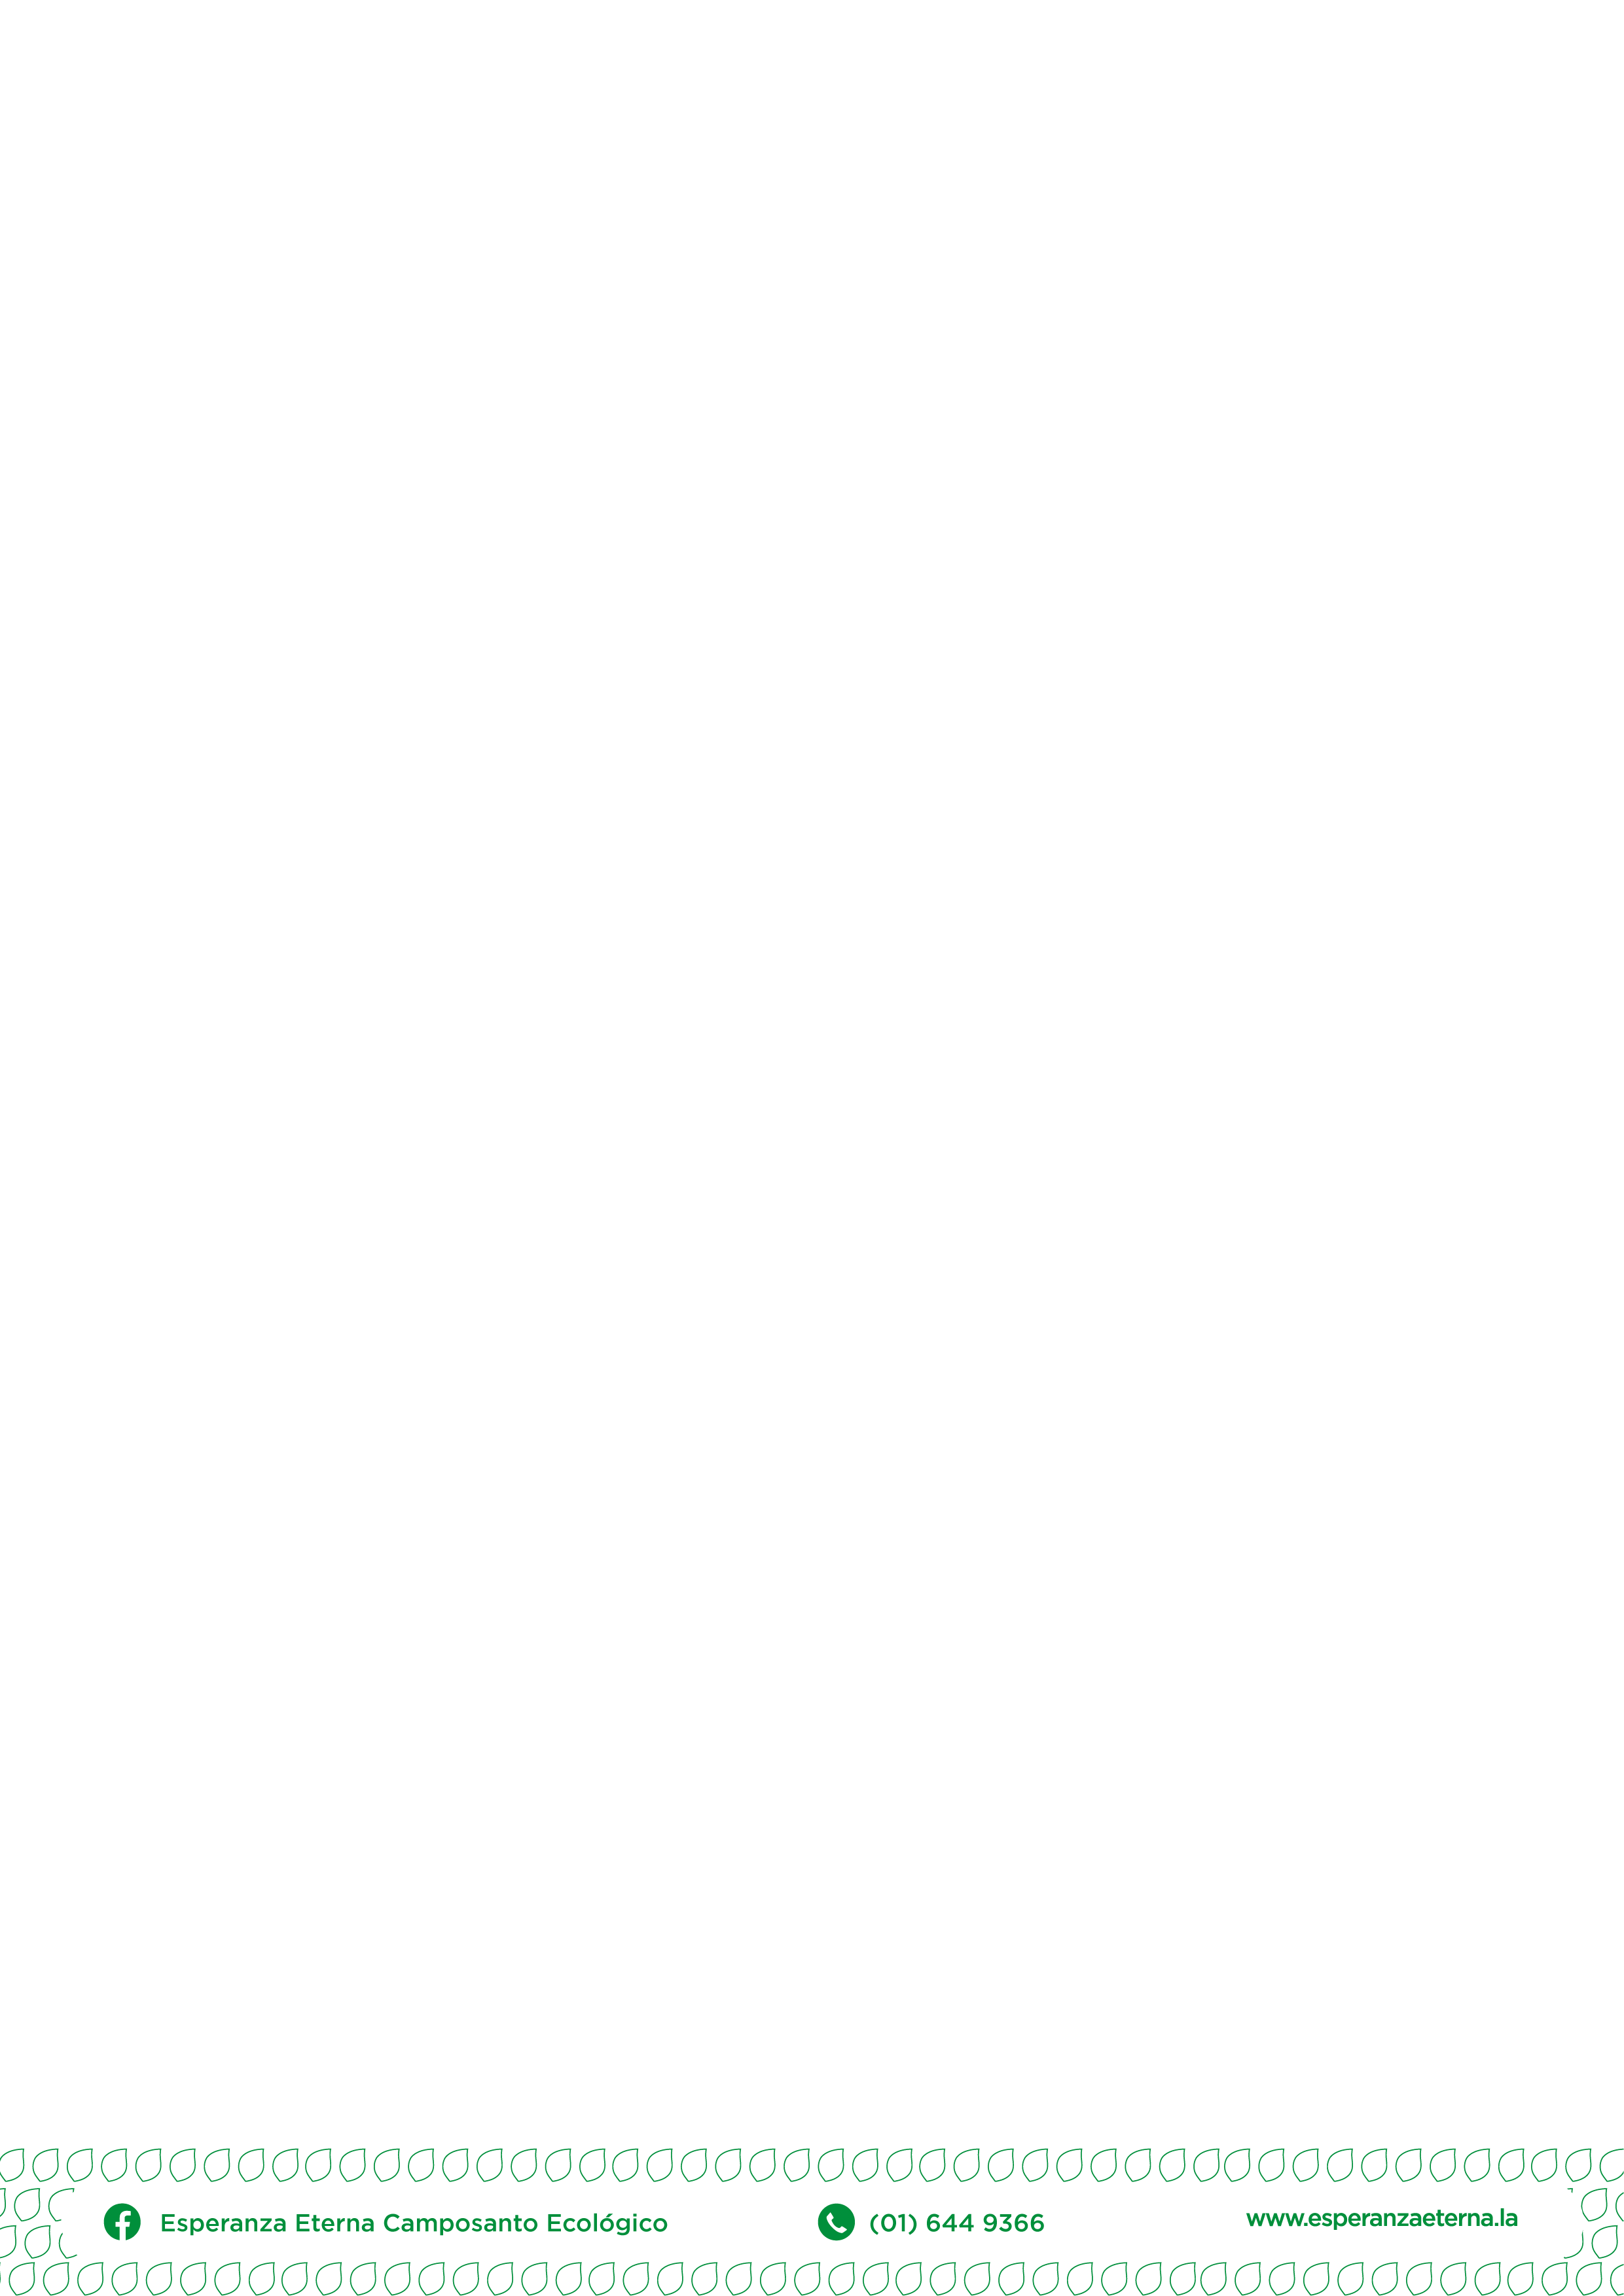 Esperanza Eterna Camposanto Ecológico
(01) 644 9366
www.esperanzaeterna.la